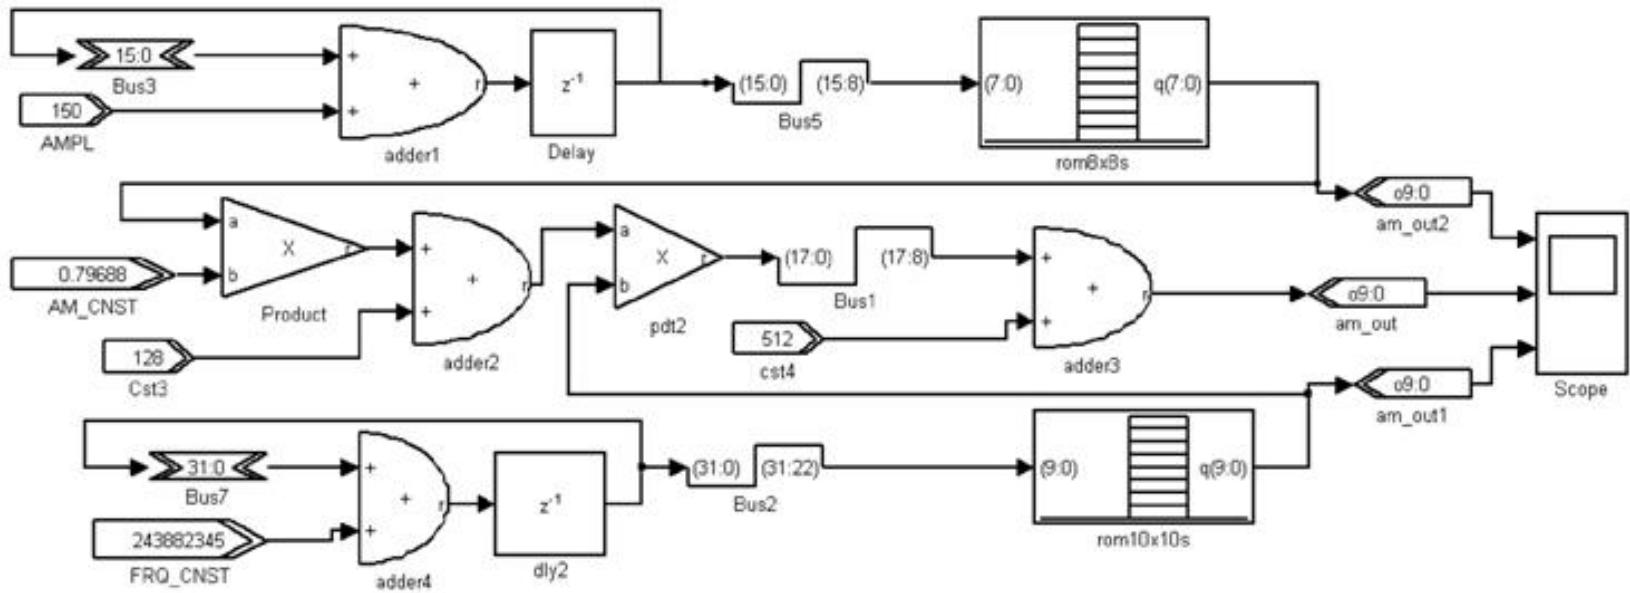 15:0
Bus3
150
AMPL
+
+
+
r
adder1
z⁻¹
Delay
(15:0)
(15:8)
Bus5
(7:0)
q(7:0)
rom8x8s
a
b
X
r
Product
0.79688
AM_CNST
128
Cst3
+
+
+
r
adder2
a
b
X
r
pdt2
(17:0)
(17:8)
Bus1
512
cst4
+
+
+
r
adder3
o9:0
am_out2
o9:0
am_out
o9:0
am_out1
Scope
31:0
Bus7
243882345
FRQ_CNST
+
+
+
r
adder4
z⁻¹
dly2
(31:0)
(31:22)
Bus2
(9:0)
q(9:0)
rom10x10s